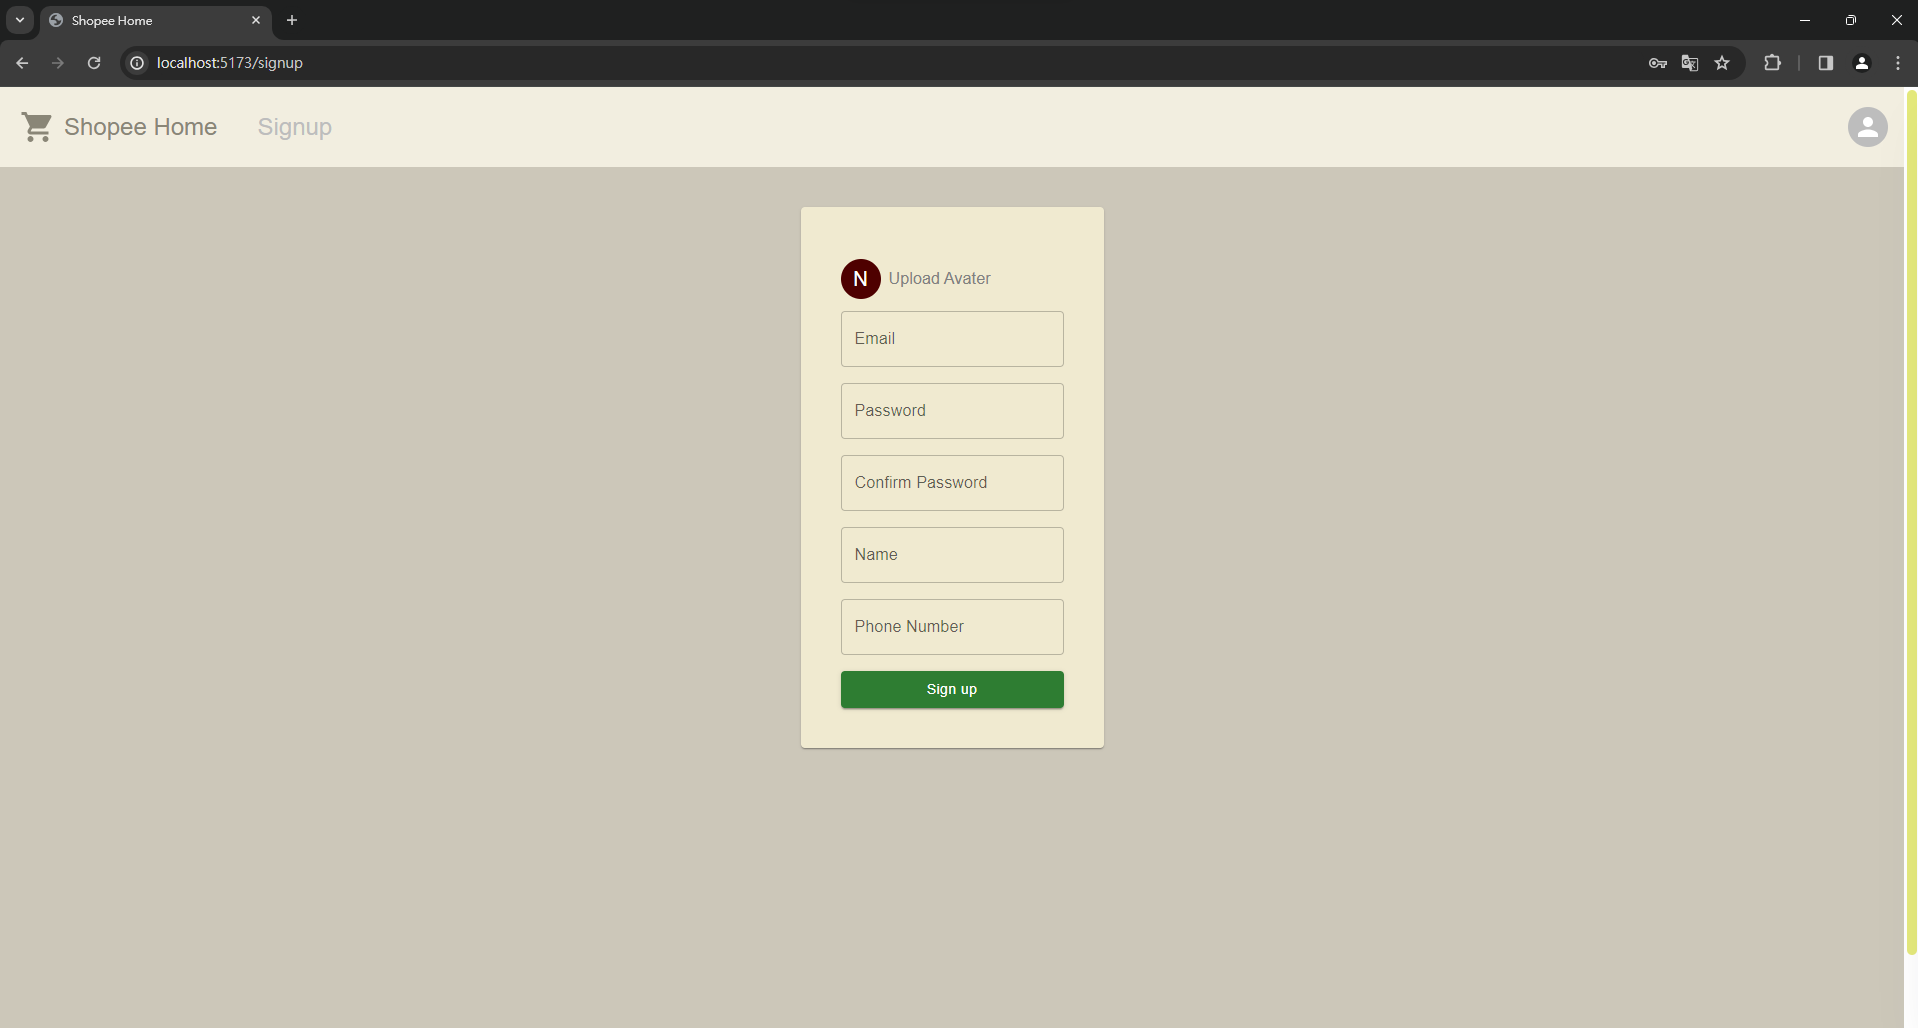 Shopee Home
localhost:5173/signup
Shopee Home Signup
N Upload Avater
Email
Password
Confirm Password
Name
Phone Number
Sign up